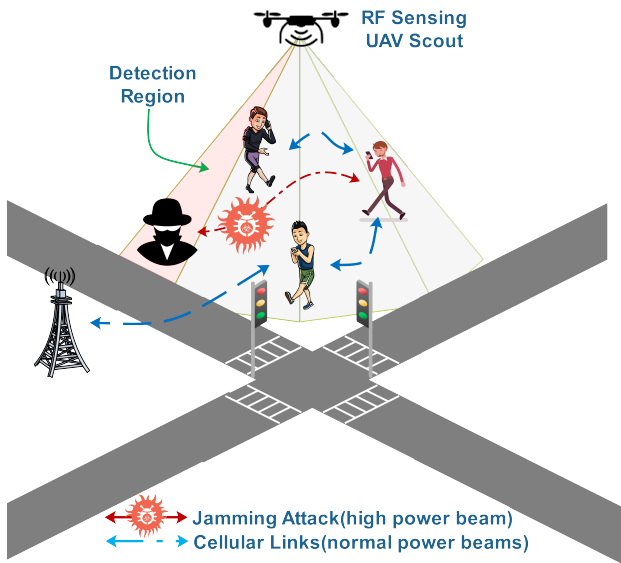 RF Sensing
UAV Scout
Detection
Region
Jamming Attack(high power beam)
Cellular Links(normal power beams)